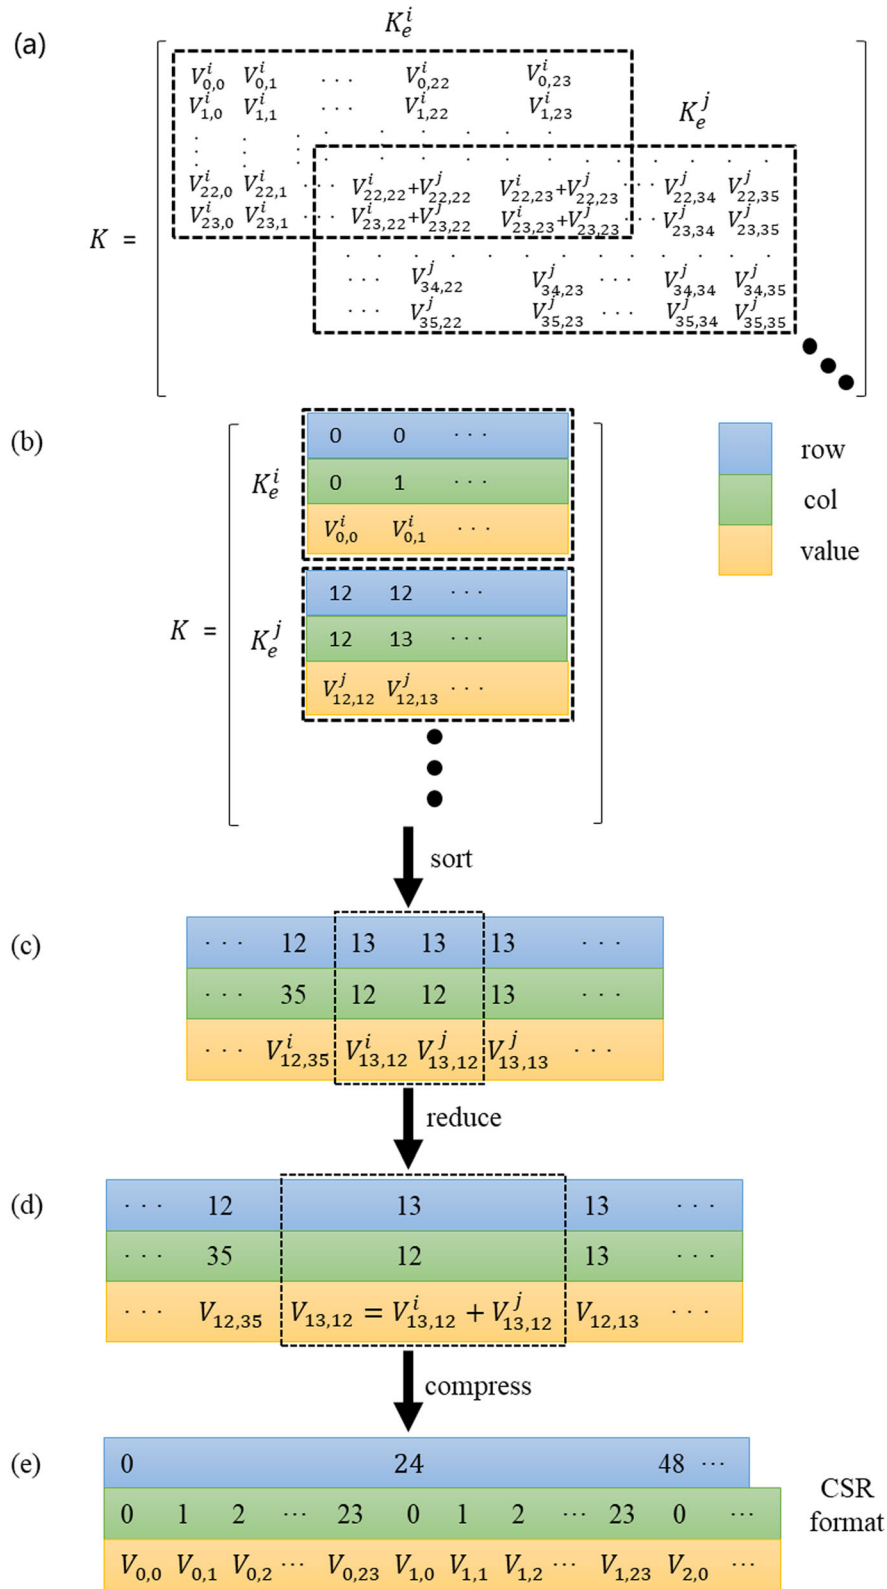 (a)
K_e^i
V_{0,0}^i V_{0,1}^i · · · V_{0,22}^i V_{0,23}^i
V_{1,0}^i V_{1,1}^i · · · V_{1,22}^i V_{1,23}^i
K_e^j
V_{22,0}^i V_{22,1}^i · · · V_{22,22}^i+V_{22,22}^j V_{22,23}^i+V_{22,23}^j · · · V_{22,34}^j V_{22,35}^j
V_{23,0}^i V_{23,1}^i · · · V_{23,22}^i+V_{23,22}^j V_{23,23}^i+V_{23,23}^j · · · V_{23,34}^j V_{23,35}^j
K =
· · · V_{34,22}^j V_{34,23}^j · · · V_{34,34}^j V_{34,35}^j
· · · V_{35,22}^j V_{35,23}^j · · · V_{35,34}^j V_{35,35}^j
(b)
K =
K_e^i
0 0 · · ·
0 1 · · ·
V_{0,0}^i V_{0,1}^i · · ·
K_e^j
12 12 · · ·
12 13 · · ·
V_{12,12}^j V_{12,13}^j · · ·
row
col
value
sort
(c)
· · · 12 13 13 13 · · ·
· · · 35 12 12 13 · · ·
· · · V_{12,35}^i V_{13,12}^i V_{13,12}^j V_{13,13}^j · · ·
reduce
(d)
· · · 12 13 13 · · ·
· · · 35 12 13 · · ·
· · · V_{12,35} V_{13,12} = V_{13,12}^i + V_{13,12}^j V_{12,13} · · ·
compress
(e)
0 24 48 ···
0 1 2 ··· 23 0 1 2 ··· 23 0 ···
V_{0,0} V_{0,1} V_{0,2} ··· V_{0,23} V_{1,0} V_{1,1} V_{1,2} ··· V_{1,23} V_{2,0} ···
CSR
format